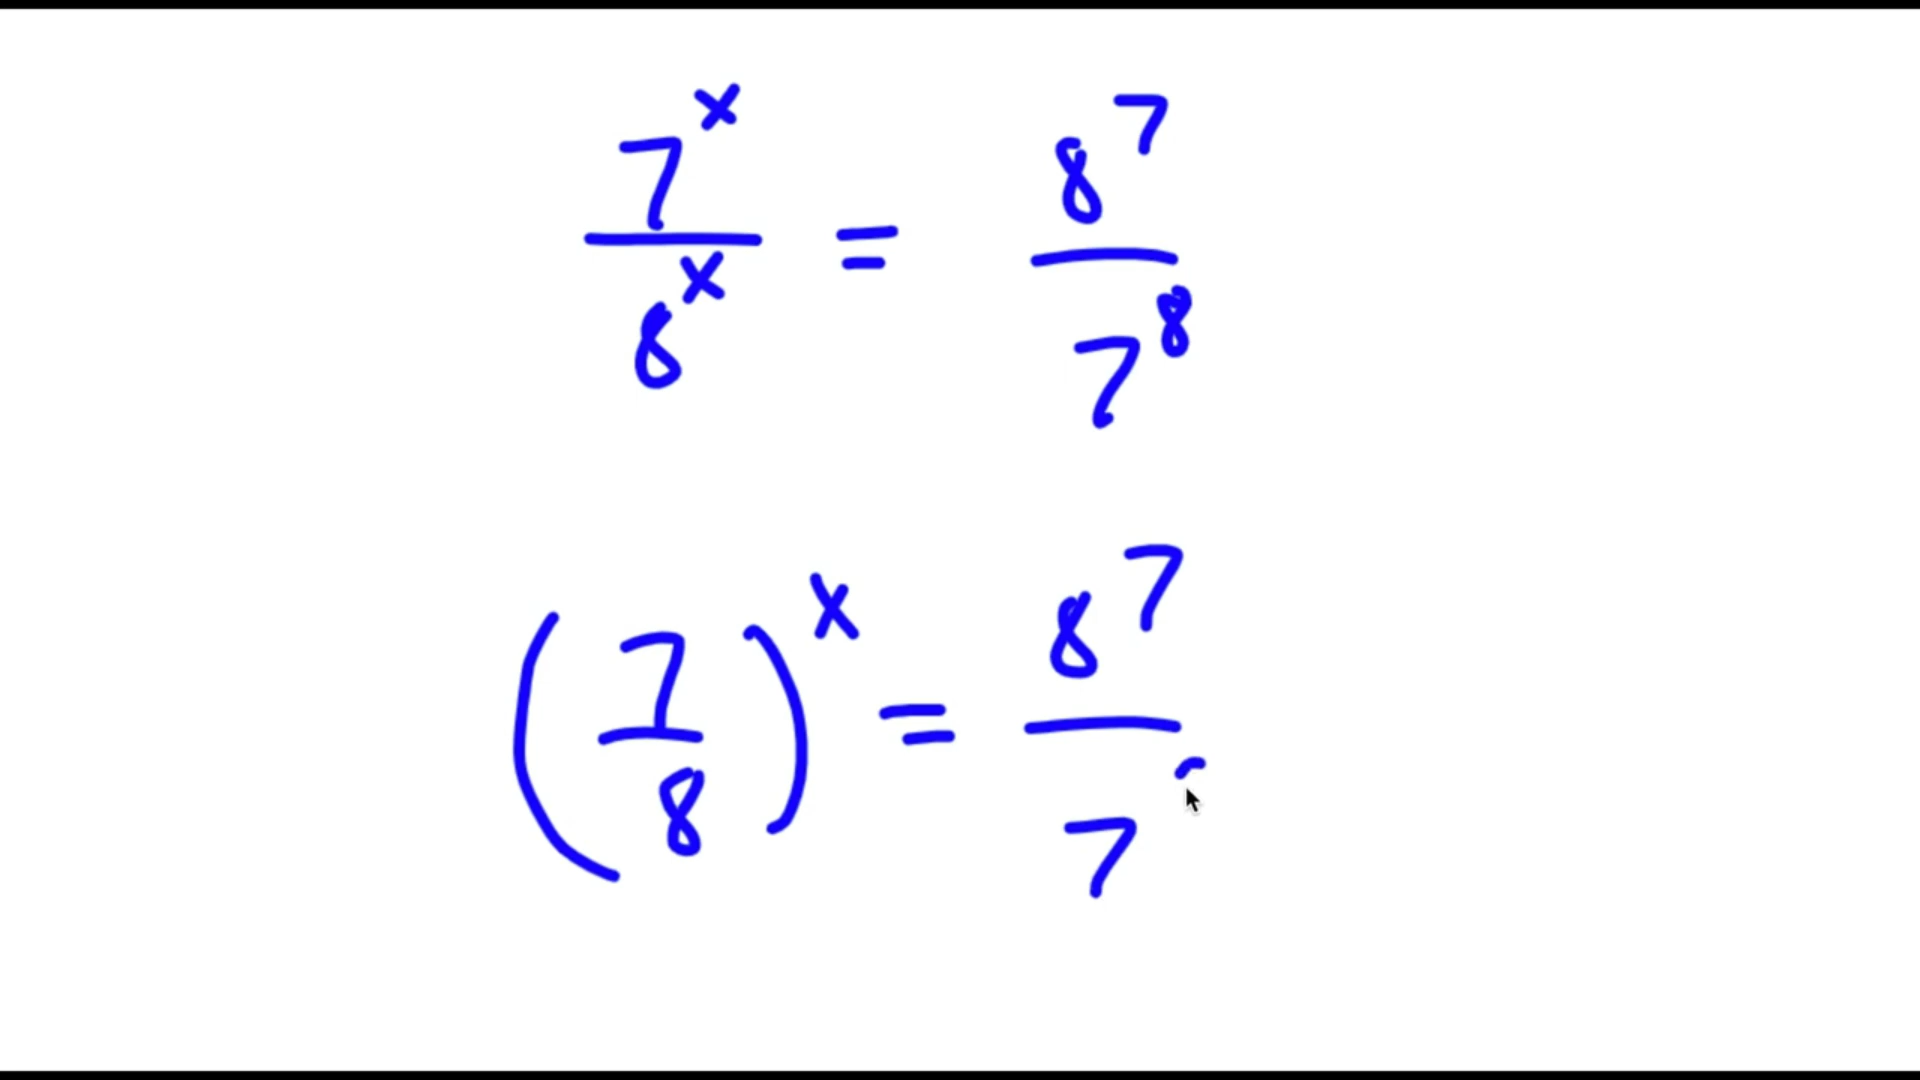 7^x / 8^x = 8^7 / 7^8
(7/8)^x = 8^7 / 7